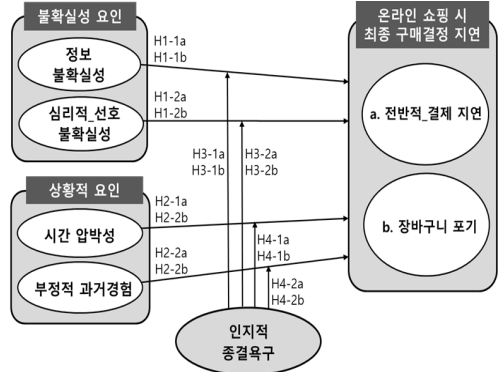 불확실성 요인
정보
불확실성
H1-1a
H1-1b
심리적_선호
불확실성
H1-2a
H1-2b
상황적 요인
시간 압박성
H2-1a
H2-2b
부정적 과거경험
H2-2a
H2-2b
H3-1a
H3-1b
H3-2a
H3-2b
H4-1a
H4-1b
H4-2a
H4-2b
인지적
종결욕구
온라인 쇼핑 시
최종 구매결정 지연
a. 전반적_결제 지연
b. 장바구니 포기